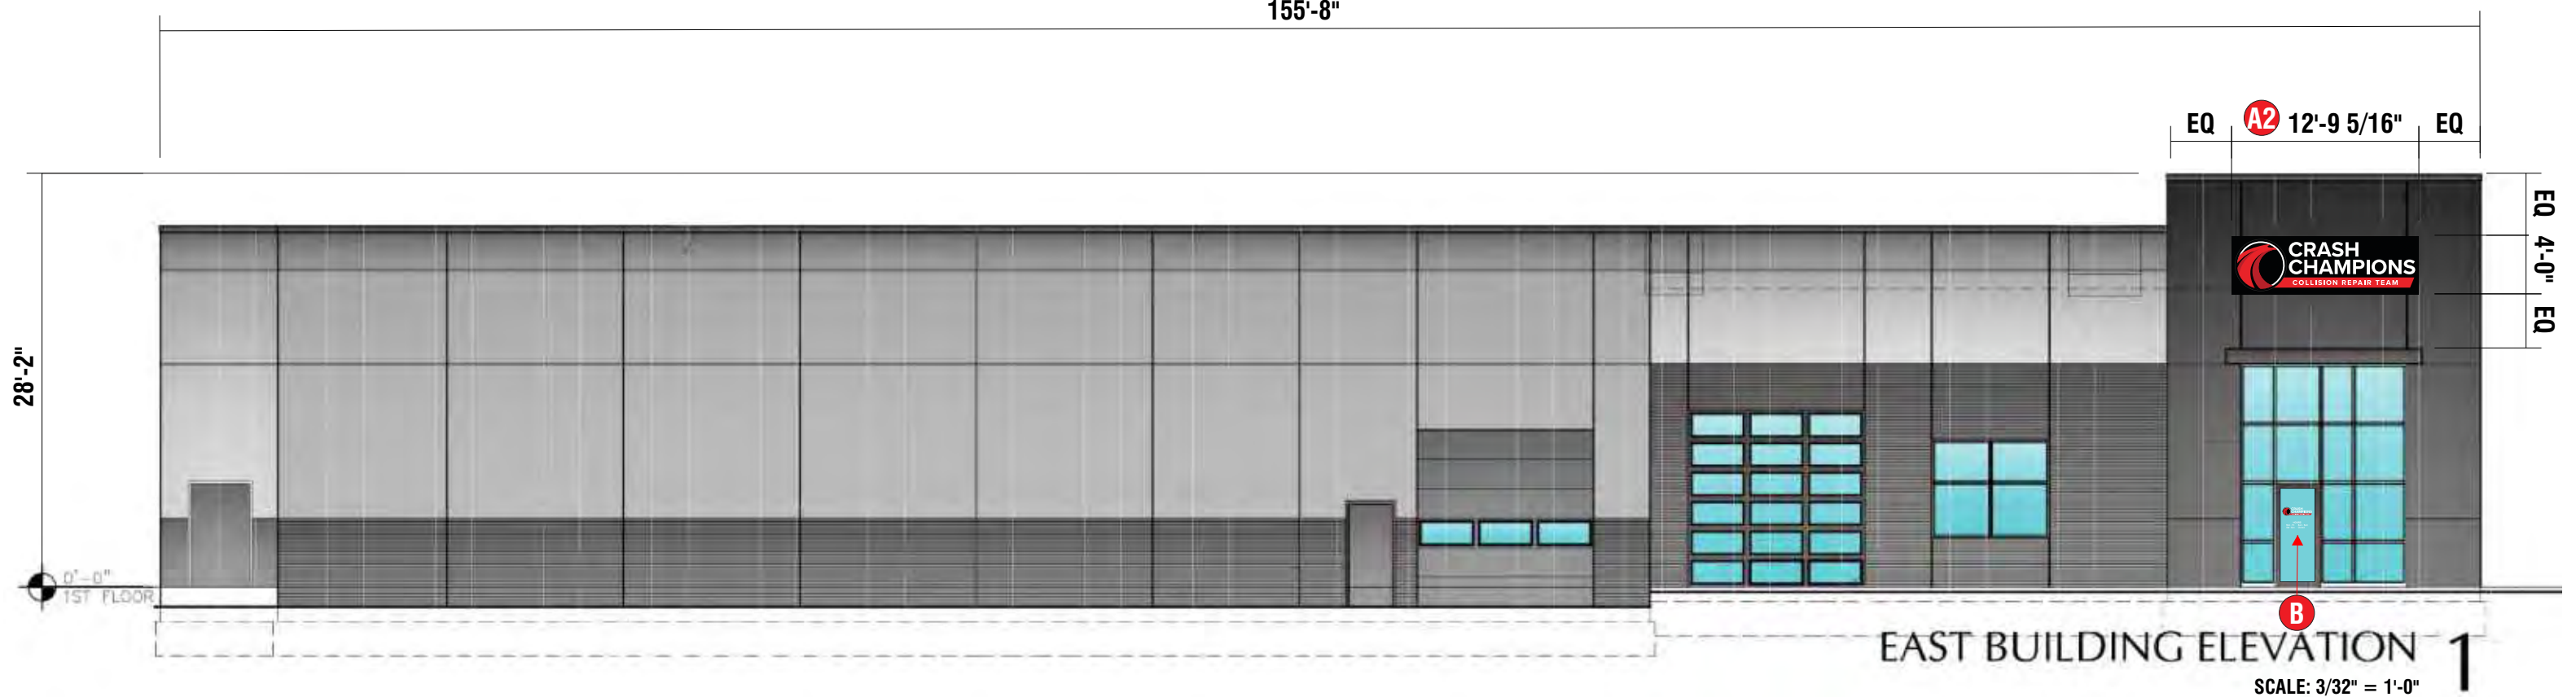 155'-8"
EQ A2 12'-9 5/16" EQ
EQ
4'-0"
EQ
CRASH
CHAMPIONS
COLLISION REPAIR TEAM
28'-2"
0'-0"
1ST FLOOR
B
EAST BUILDING ELEVATION 1
SCALE: 3/32" = 1'-0"